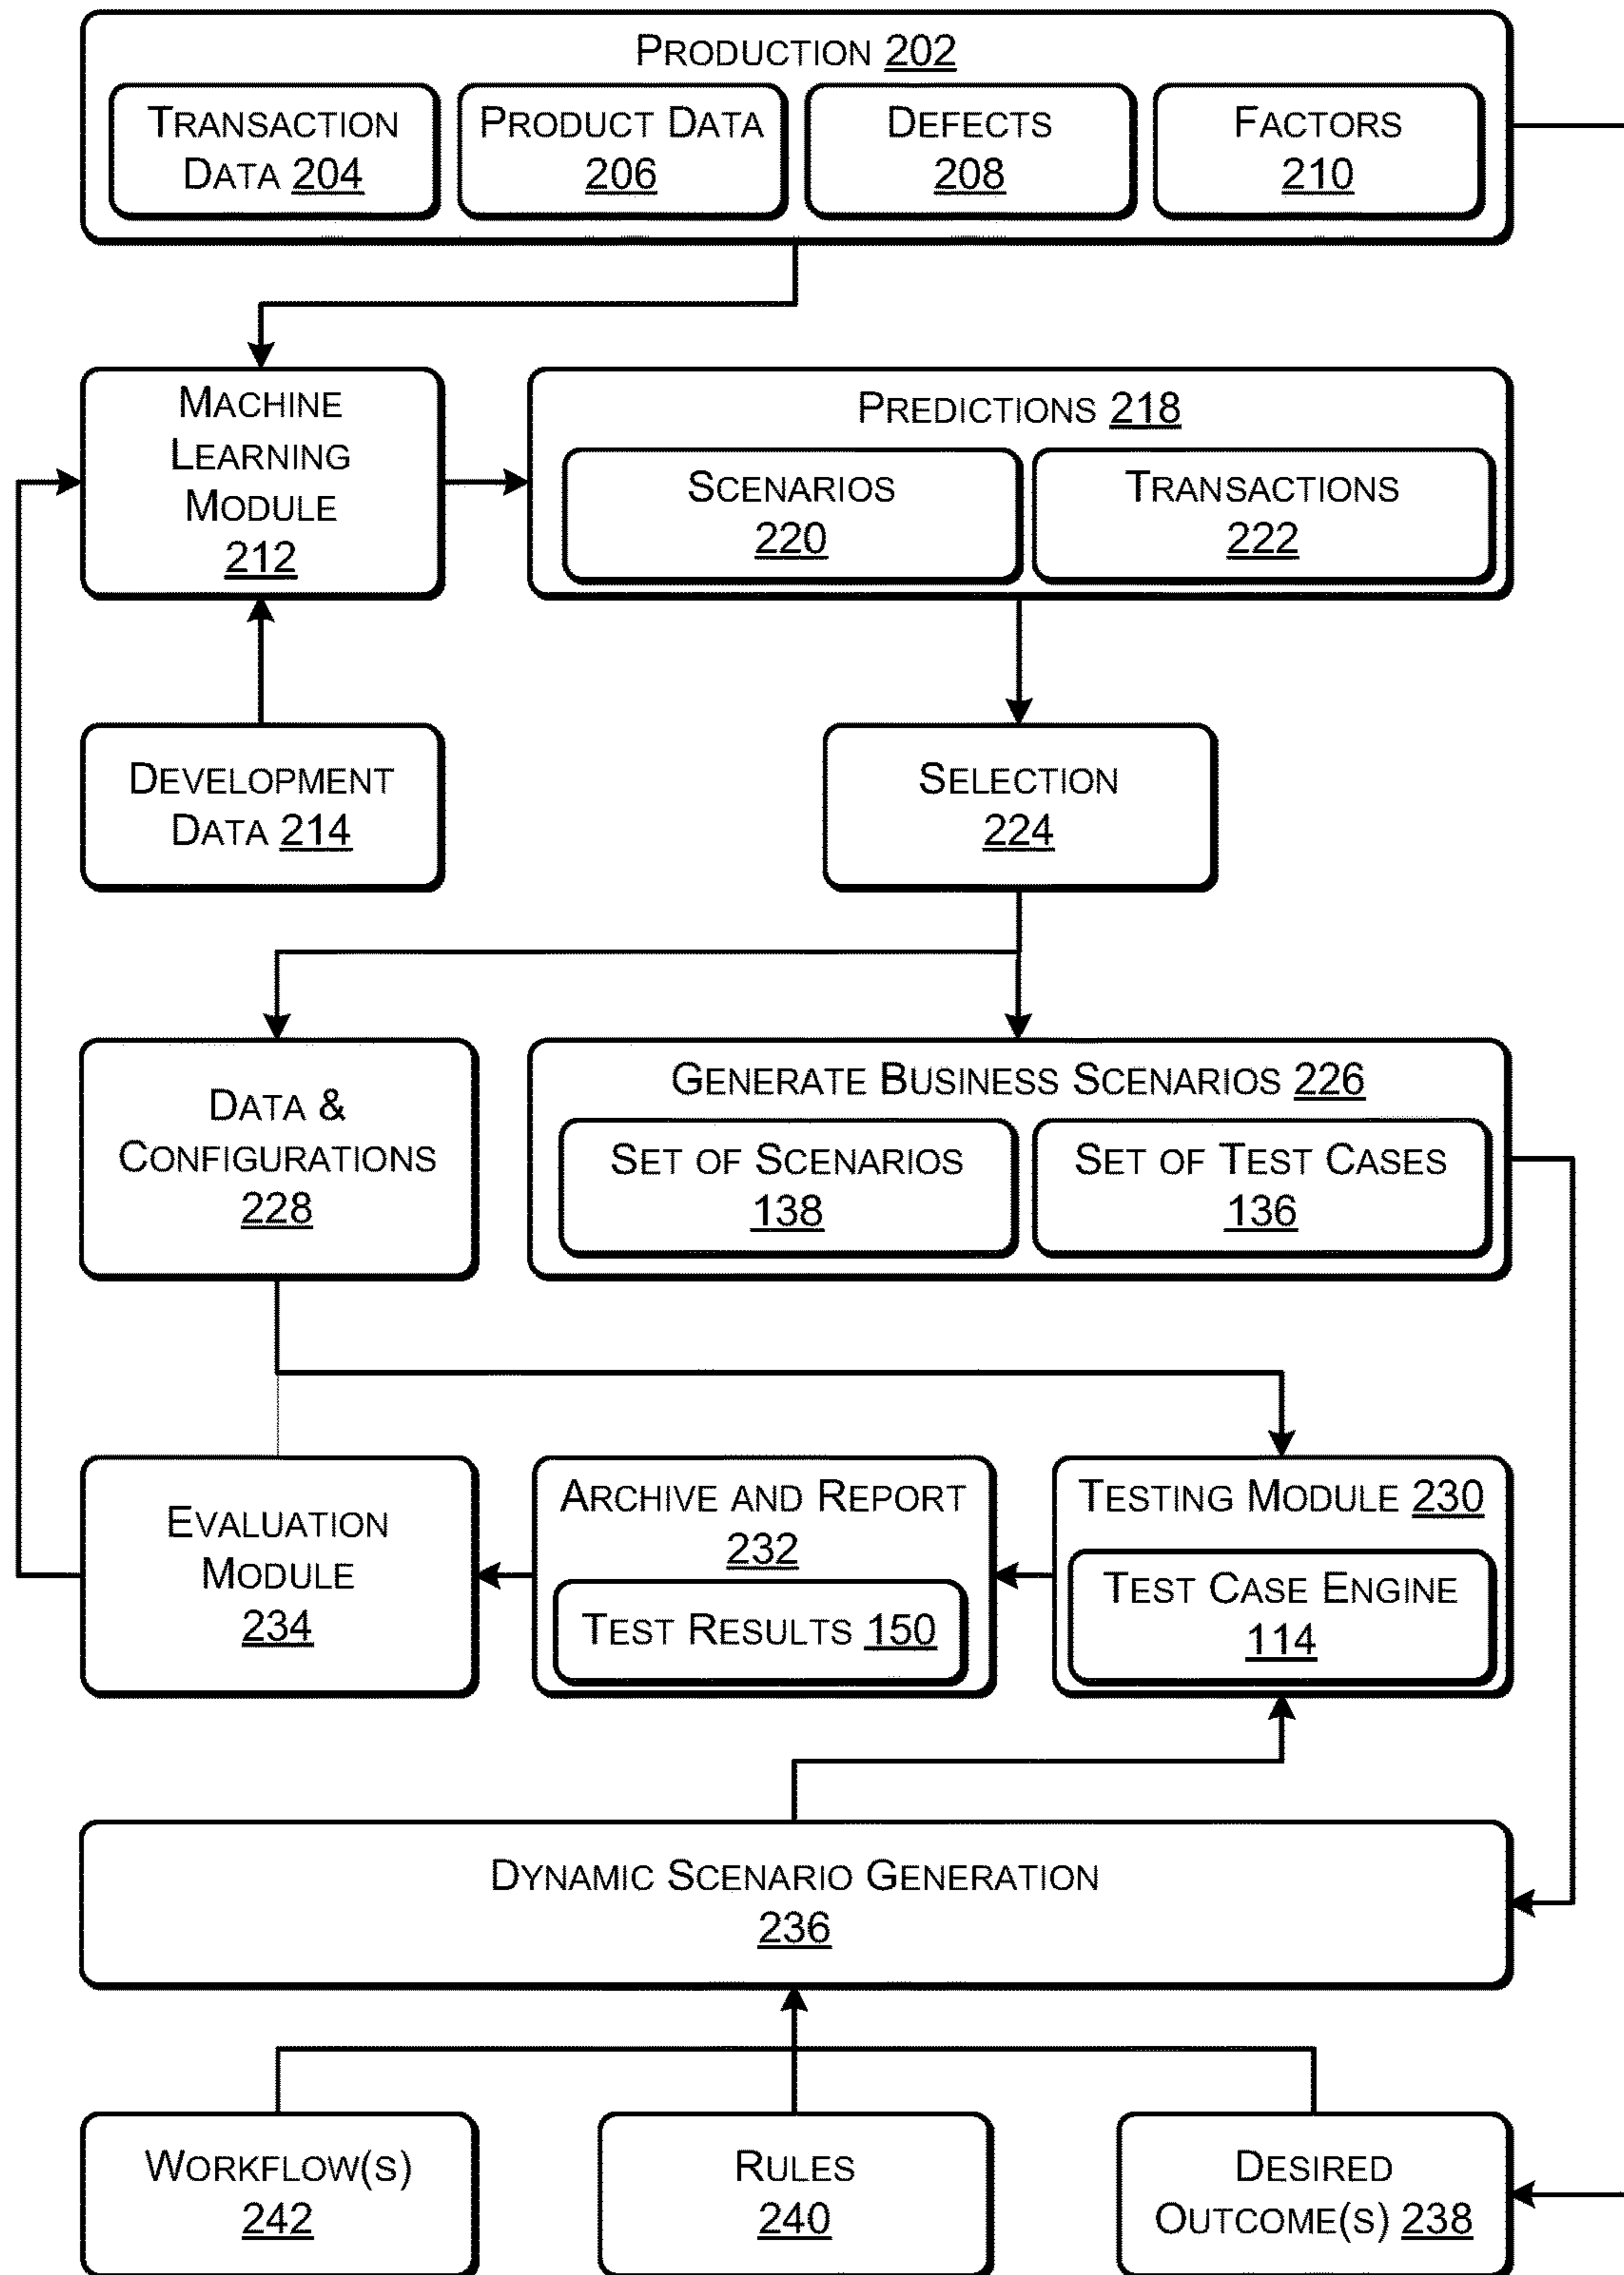 PRODUCTION 202
TRANSACTION
DATA 204
PRODUCT DATA
206
DEFECTS
208
FACTORS
210
MACHINE
LEARNING
MODULE
212
PREDICTIONS 218
SCENARIOS
220
TRANSACTIONS
222
DEVELOPMENT
DATA 214
SELECTION
224
DATA &
CONFIGURATIONS
228
GENERATE BUSINESS SCENARIOS 226
SET OF SCENARIOS
138
SET OF TEST CASES
136
EVALUATION
MODULE
234
ARCHIVE AND REPORT
232
TEST RESULTS 150
TESTING MODULE 230
TEST CASE ENGINE
114
DYNAMIC SCENARIO GENERATION
236
WORKFLOW(S)
242
RULES
240
DESIRED
OUTCOME(S) 238